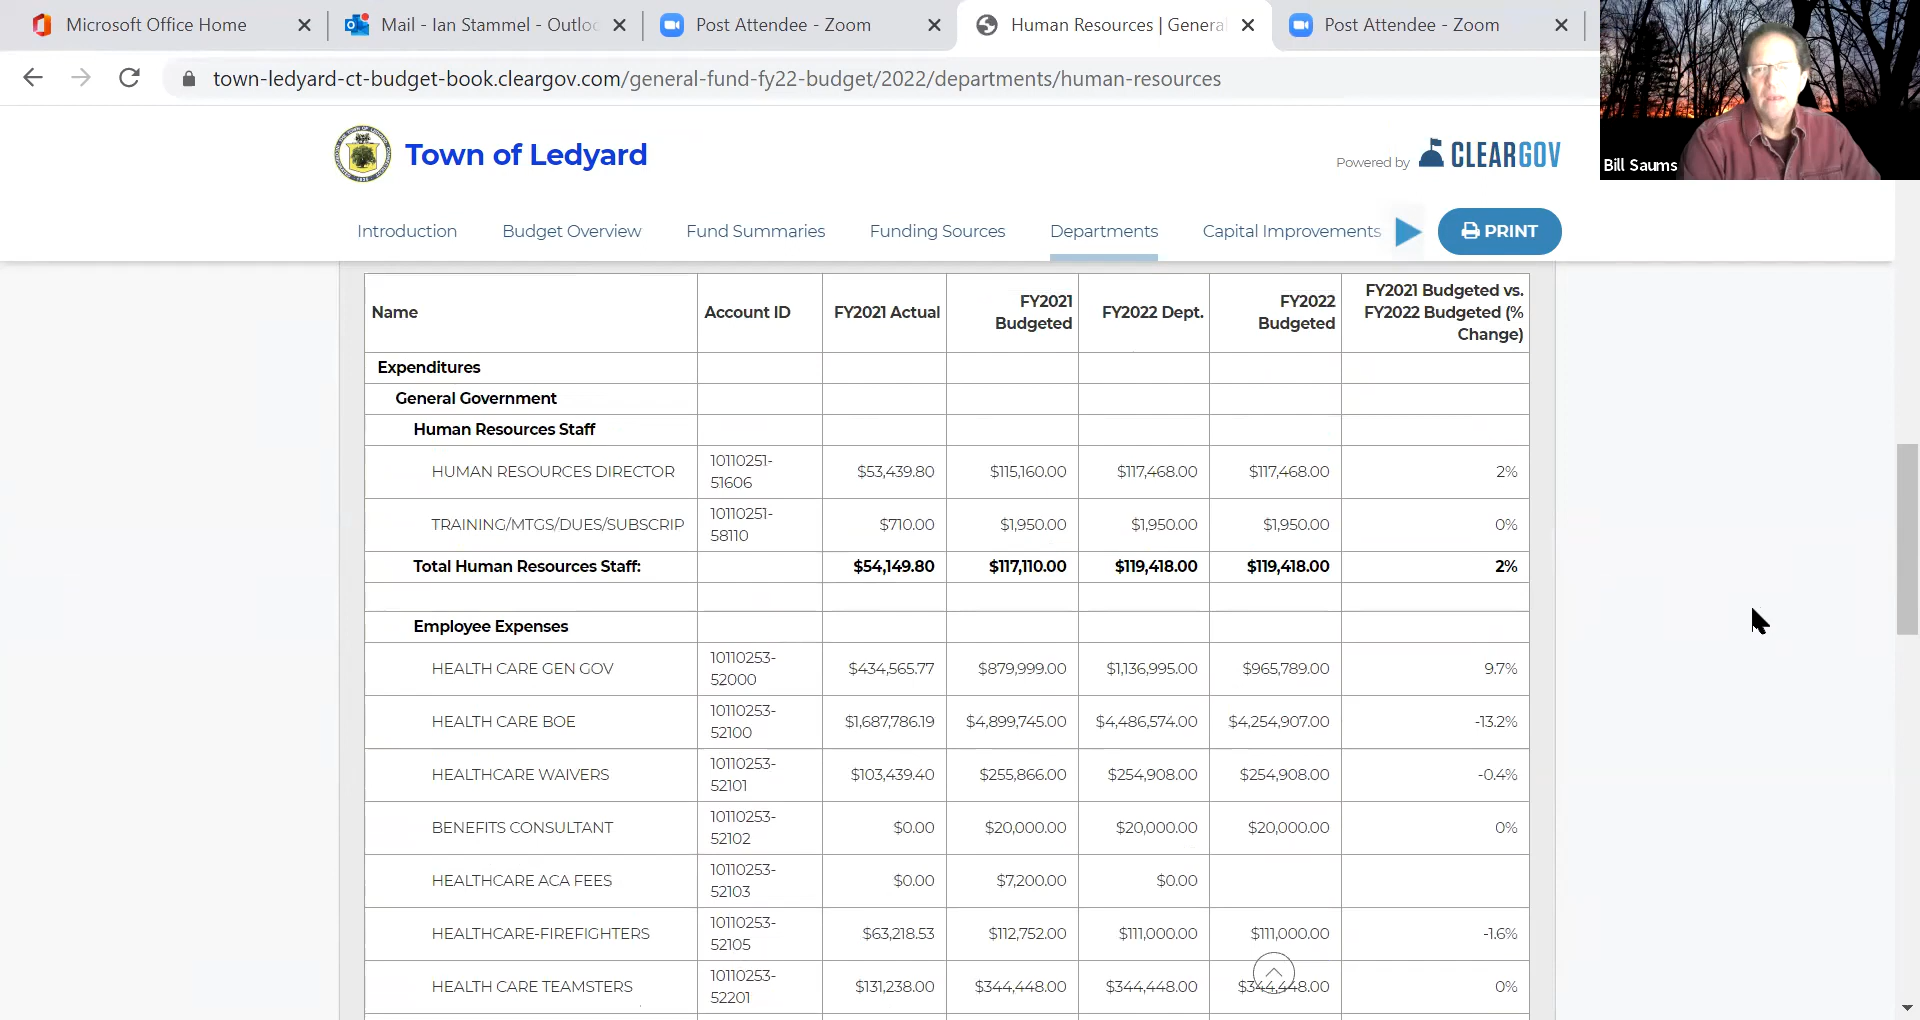 Microsoft Office Home
Mail - Ian Stammel - Outloo
Post Attendee - Zoom
Human Resources | General
Post Attendee - Zoom
town-ledyard-ct-budget-book.cleargov.com/general-fund-fy22-budget/2022/departments/human-resources
Bill Saums
Town of Ledyard
Powered by CLEARGOV
Introduction Budget Overview Fund Summaries Funding Sources Departments Capital Improvements PRINT
Name Account ID FY2021 Actual FY2021 Budgeted FY2022 Dept. FY2022 Budgeted FY2021 Budgeted vs. FY2022 Budgeted (% Change)
Expenditures
General Government
Human Resources Staff
HUMAN RESOURCES DIRECTOR 10110251-51606 $53,439.80 $115,160.00 $117,468.00 $117,468.00 2%
TRAINING/MTGS/DUES/SUBSCRIP 10110251-58110 $710.00 $1,950.00 $1,950.00 $1,950.00 0%
Total Human Resources Staff: $54,149.80 $117,110.00 $119,418.00 $119,418.00 2%
Employee Expenses
HEALTH CARE GEN GOV 10110253-52000 $434,565.77 $879,999.00 $1,136,995.00 $965,789.00 9.7%
HEALTH CARE BOE 10110253-52100 $1,687,786.19 $4,899,745.00 $4,486,574.00 $4,254,907.00 -13.2%
HEALTHCARE WAIVERS 10110253-52101 $103,439.40 $255,866.00 $254,908.00 $254,908.00 -0.4%
BENEFITS CONSULTANT 10110253-52102 $0.00 $20,000.00 $20,000.00 $20,000.00 0%
HEALTHCARE ACA FEES 10110253-52103 $0.00 $7,200.00 $0.00
HEALTHCARE-FIREFIGHTERS 10110253-52105 $63,218.53 $112,752.00 $111,000.00 $111,000.00 -1.6%
HEALTH CARE TEAMSTERS 10110253-52201 $131,238.00 $344,448.00 $344,448.00 $344,448.00 0%